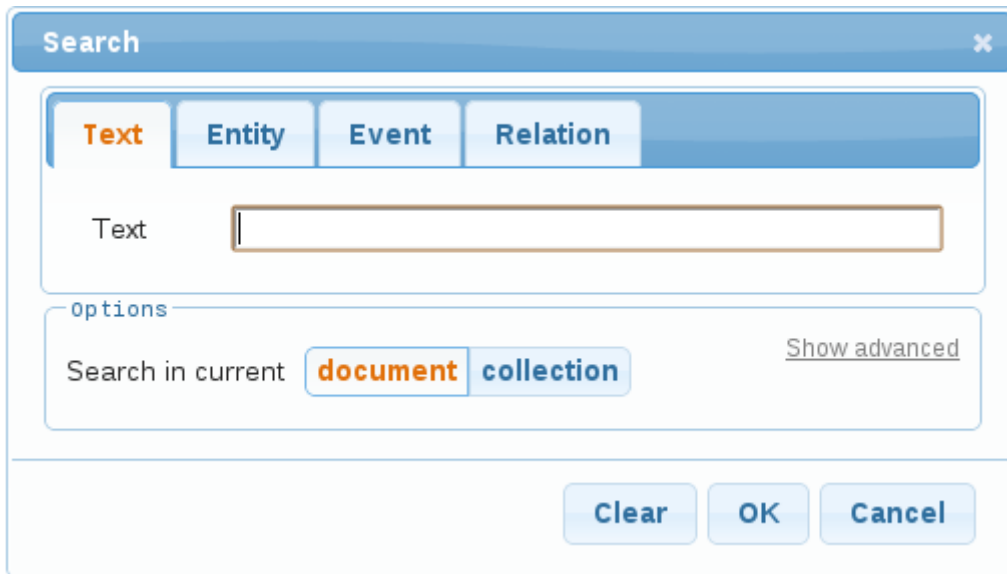 Search
Text Entity Event Relation
Text
Options
Show advanced
Search in current document collection
Clear OK Cancel